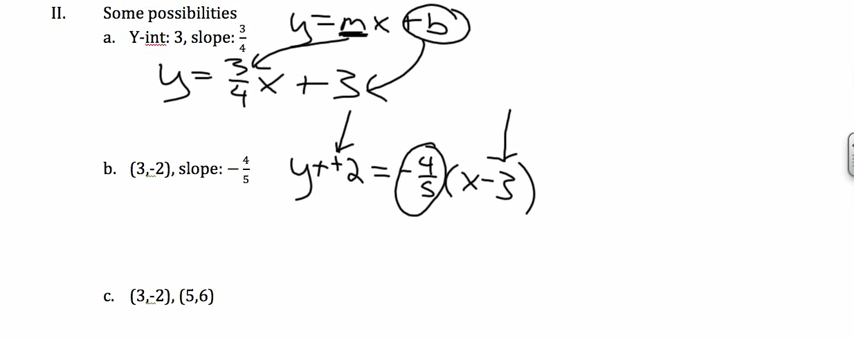 II. Some possibilities
y = mx + b
a. Y-int: 3, slope: 3/4
y = 3/4 x + 3
b. (3,-2), slope: − 4/5 y + + 2 = - 4/5 (x - 3)
c. (3,-2), (5,6)